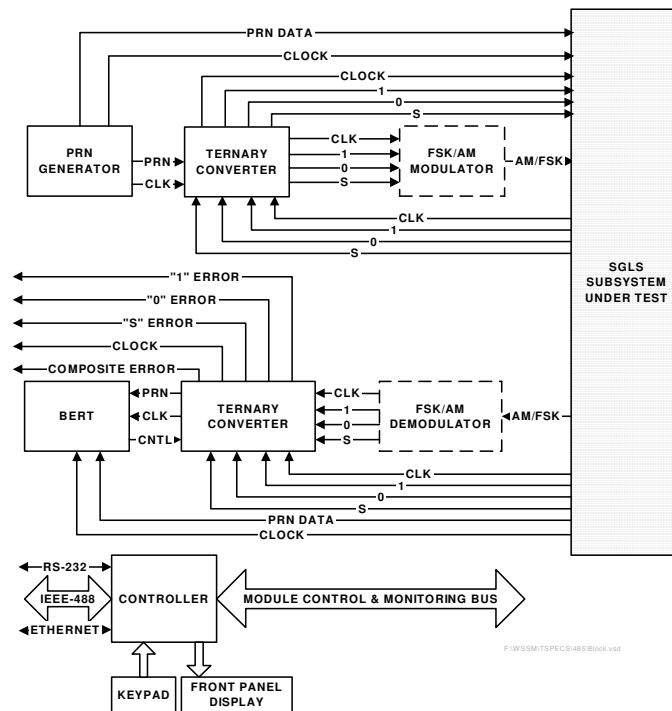 PRN DATA
CLOCK
CLOCK
1
0
S
PRN
GENERATOR
PRN
CLK
TERNARY
CONVERTER
CLK
1
0
S
FSK/AM
MODULATOR
AM/FSK
CLK
1
0
S
SGLS
SUBSYSTEM
UNDER TEST
"1" ERROR
"0" ERROR
"S" ERROR
CLOCK
COMPOSITE ERROR
BERT
PRN
CLK
CNTL
TERNARY
CONVERTER
CLK
1
0
S
FSK/AM
DEMODULATOR
AM/FSK
CLK
1
0
S
PRN DATA
CLOCK
RS-232
IEEE-488
ETHERNET
CONTROLLER
MODULE CONTROL & MONITORING BUS
KEYPAD
FRONT PANEL
DISPLAY
F:\WSSM\TSPECS\485\Block.vsd